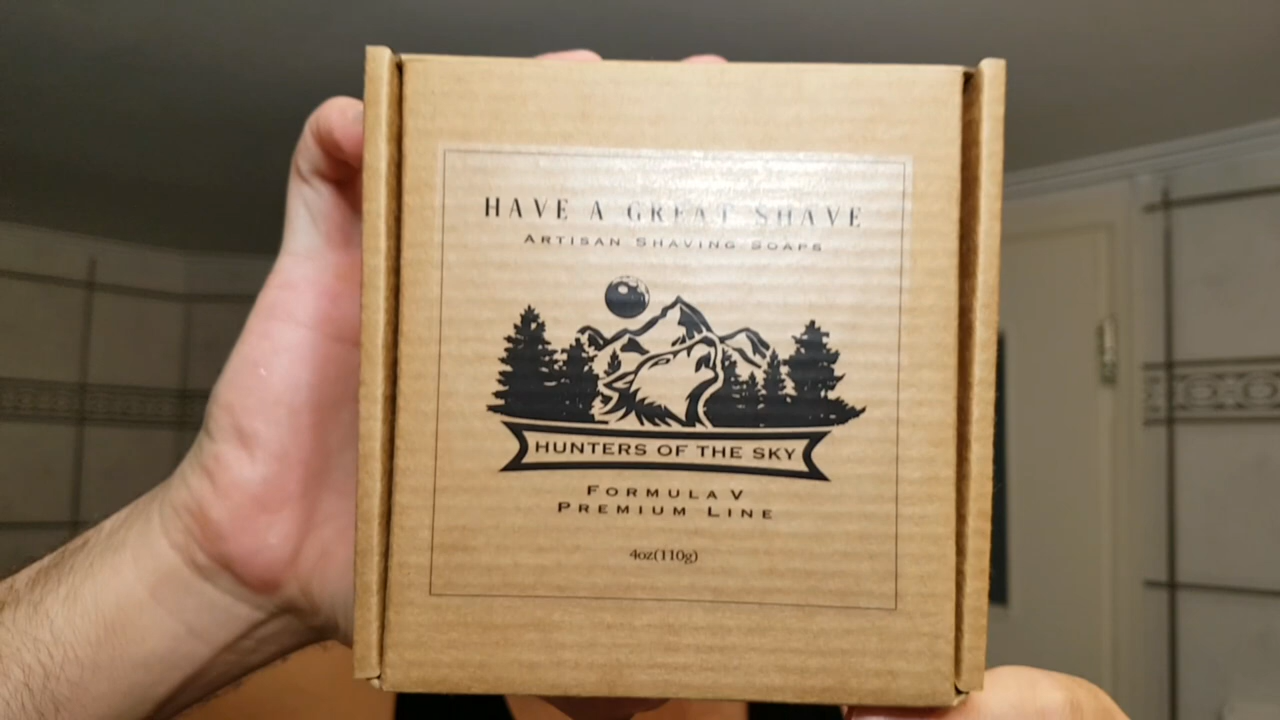 HAVE A GREAT SHAVE
ARTISAN SHAVING SOAPS
HUNTERS OF THE SKY
FORMULA V
PREMIUM LINE
4oz(110g)